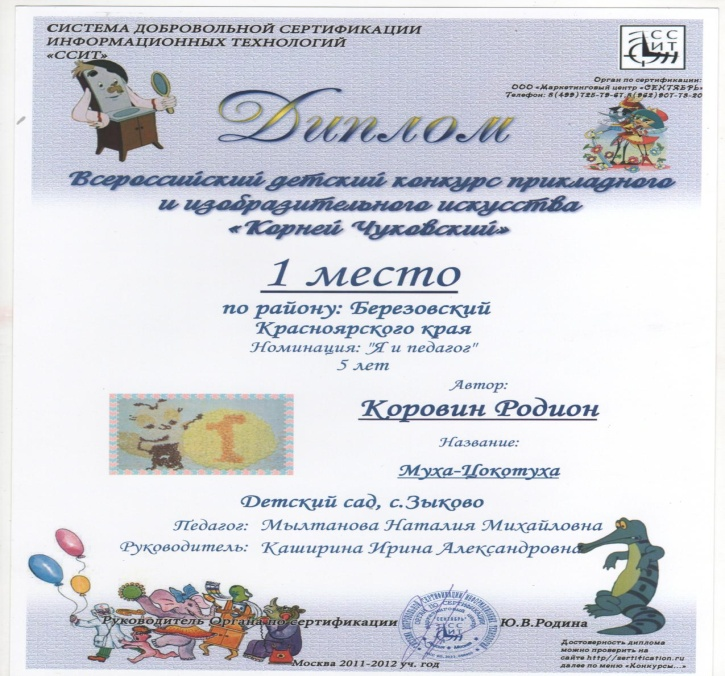 СИСТЕМА ДОБРОВОЛЬНОЙ СЕРТИФИКАЦИИ
ИНФОРМАЦИОННЫХ ТЕХНОЛОГИЙ
«ССИТ»
ССИТ
Орган по сертификации:
ООО «Маркетинговый центр «СЕНТЯБРЬ»
Телефон: 8(499)725-79-67,8(962)907-73-20
Диплом
Всероссийский детский конкурс прикладного
и изобразительного искусства
«Корней Чуковский»
1 место
по району: Березовский
Красноярского края
Номинация: "Я и педагог"
5 лет
Автор:
Коровин Родион
Название:
Муха-Цокотуха
Детский сад, с.Зыково
Педагог: Мылтанова Наталия Михайловна
Руководитель: Каширина Ирина Александровна
Руководитель Органа по сертификации Ю.В.Родина
Москва 2011-2012 уч. год
Достоверность диплома
можно проверить на
сайте http//sertification.ru
далее по меню «Конкурсы...»